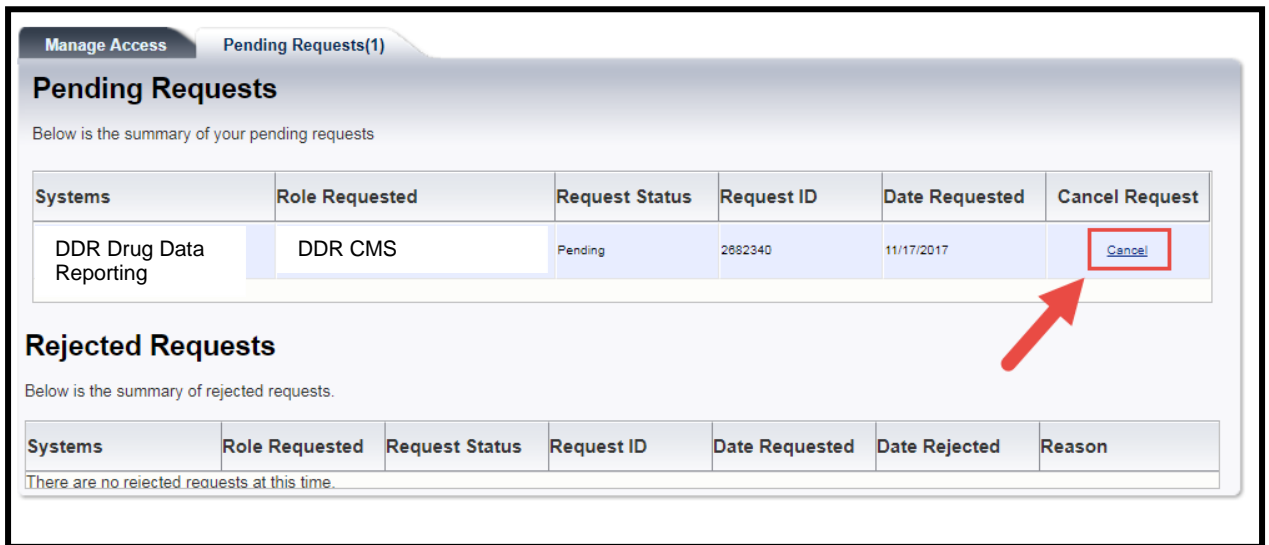 Manage Access Pending Requests(1)
Pending Requests
Below is the summary of your pending requests
Systems Role Requested Request Status Request ID Date Requested Cancel Request
DDR Drug Data Reporting DDR CMS Pending 2682340 11/17/2017 Cancel
Rejected Requests
Below is the summary of rejected requests.
Systems Role Requested Request Status Request ID Date Requested Date Rejected Reason
There are no rejected requests at this time.